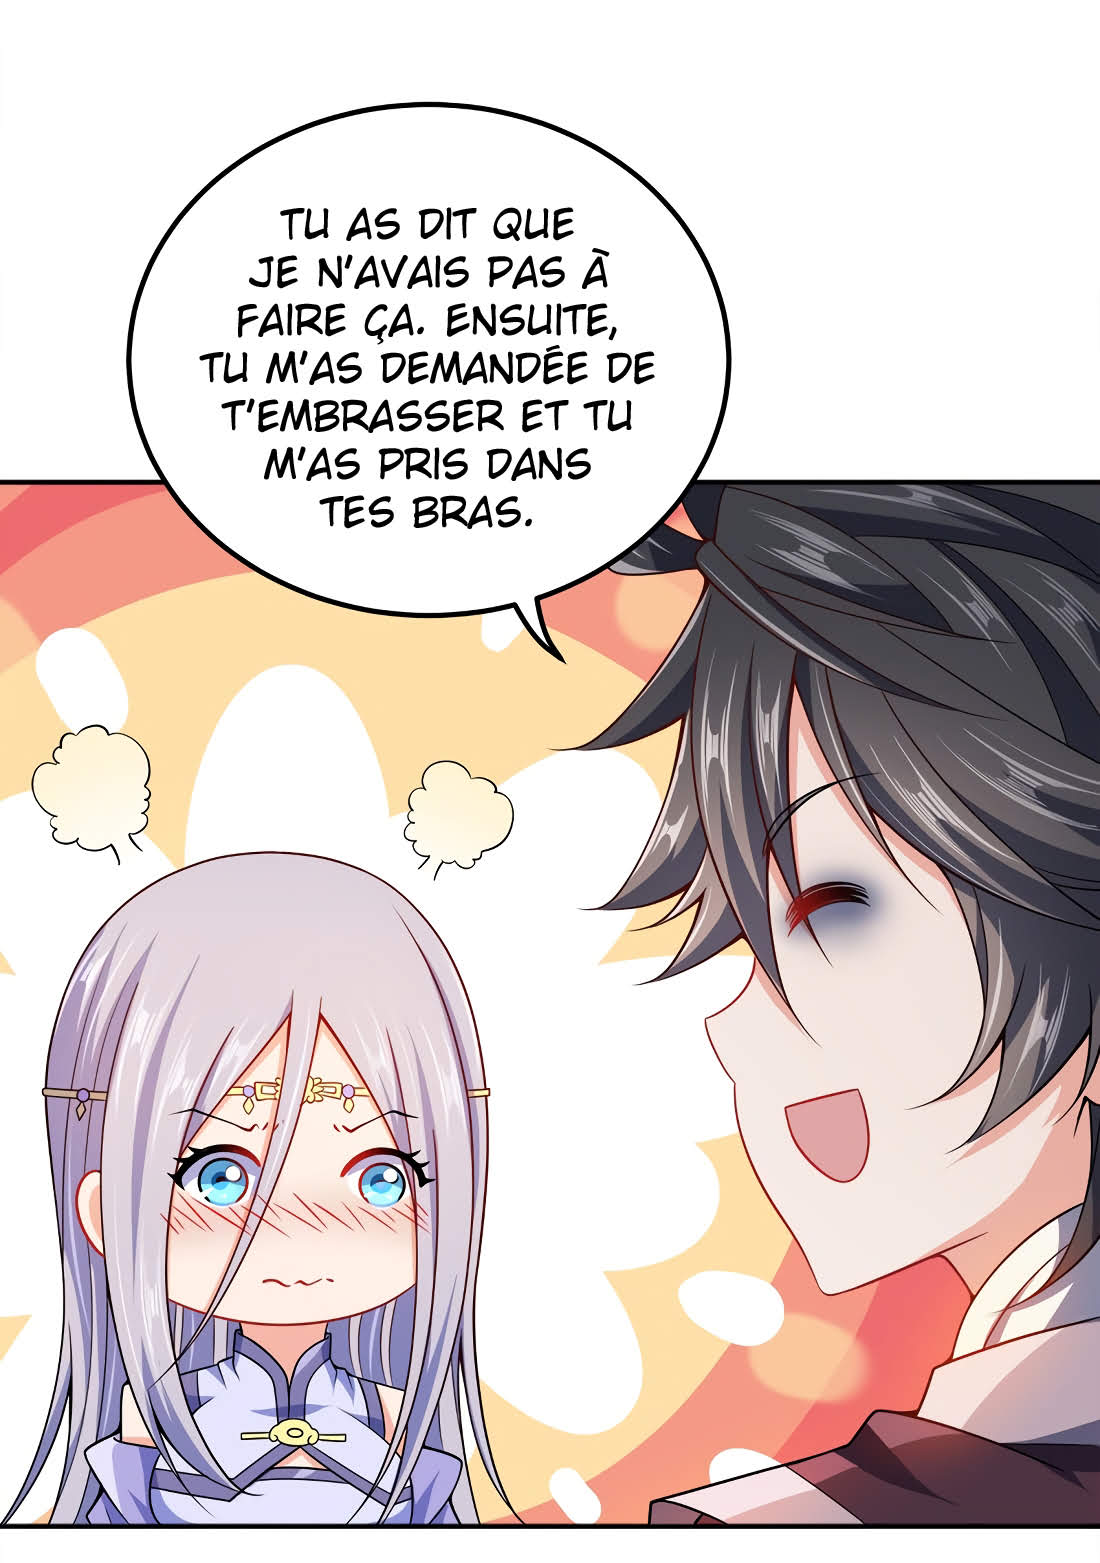 TU AS DIT QUE
JE N'AVAIS PAS À
FAIRE ÇA. ENSUITE,
TU M'AS DEMANDÉE DE
T'EMBRASSER ET TU
M'AS PRIS DANS
TES BRAS.